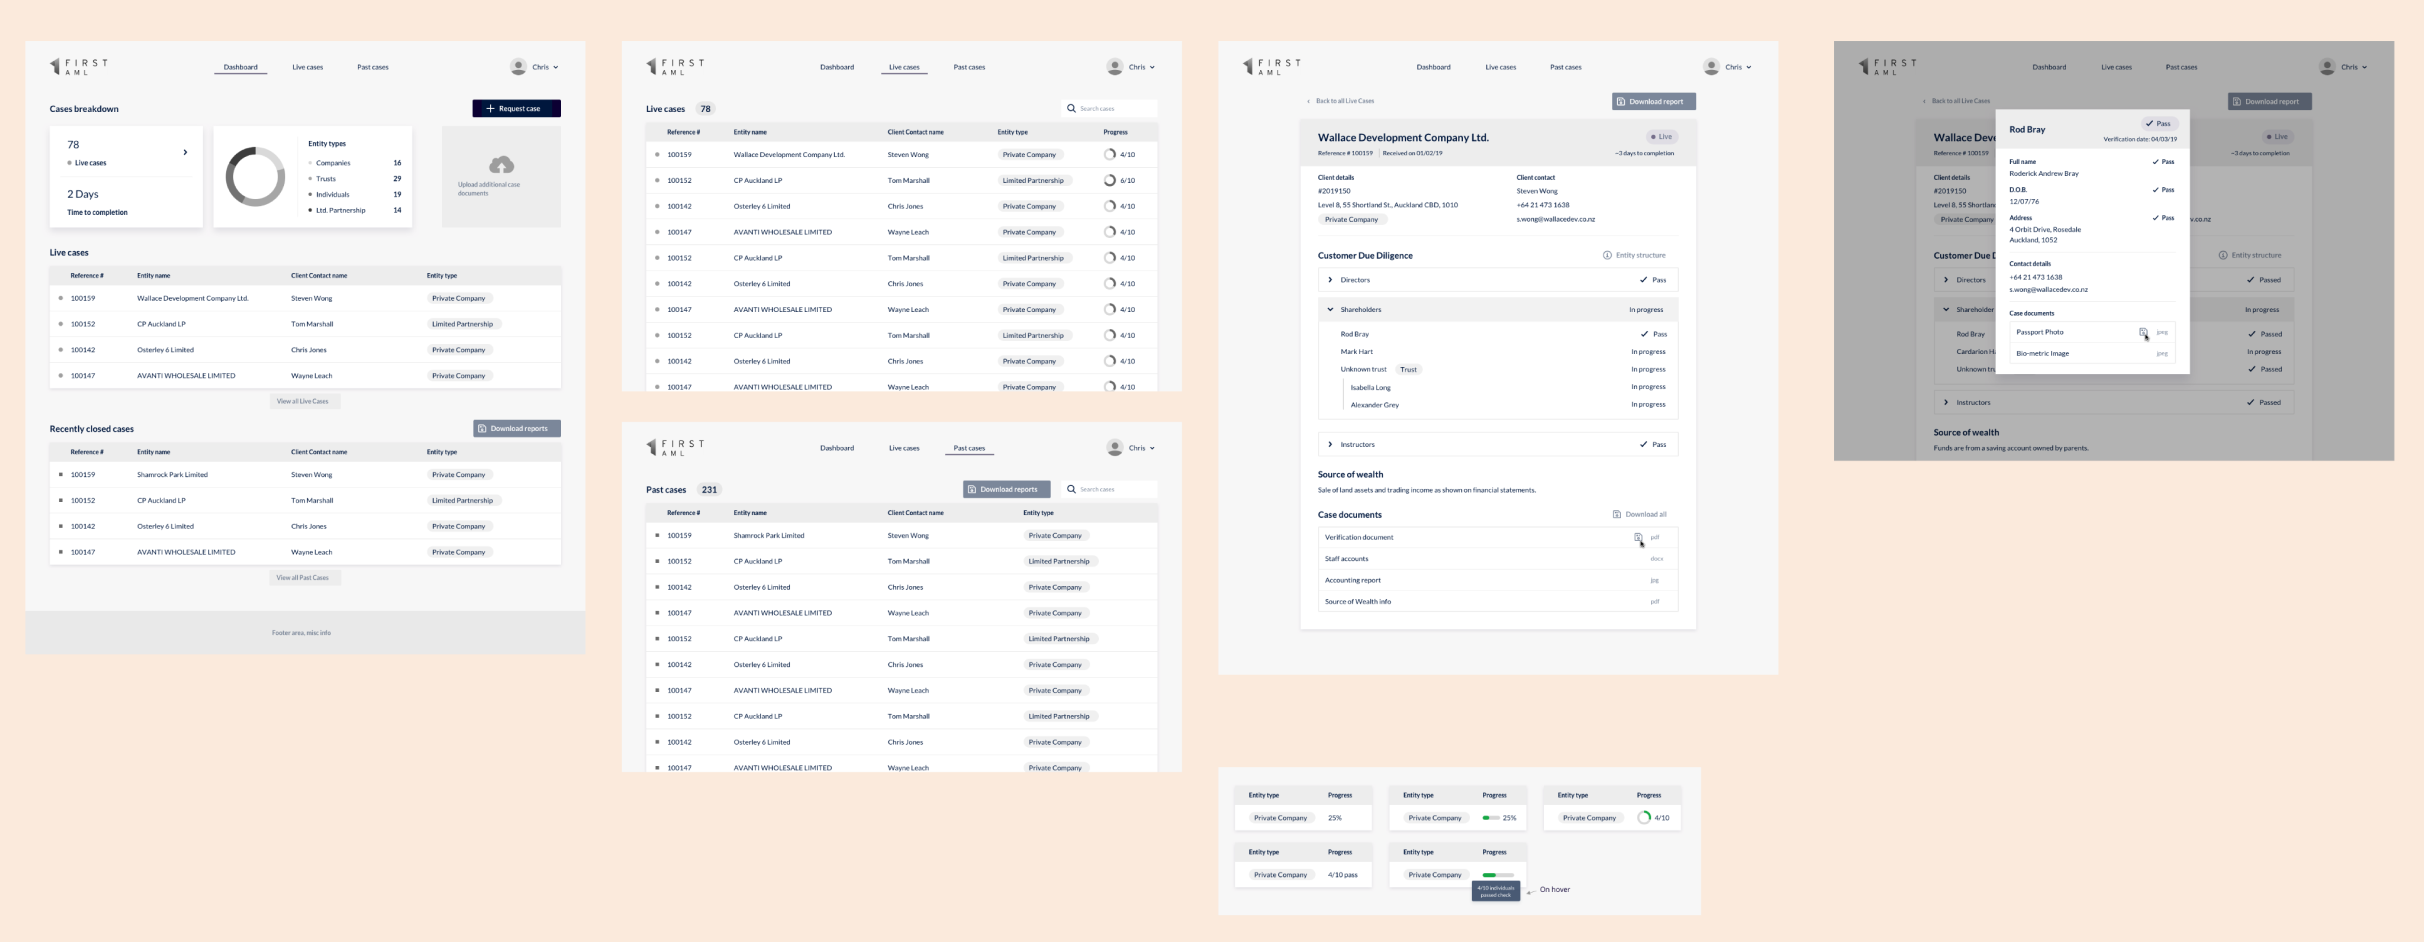 FIRST
AML
Dashboard
Live cases
Past cases
Chris
Cases breakdown
Request case
78
Live cases
2 Days
Time to completion
Entity types
Companies 16
Trusts 29
Individuals 19
Ltd. Partnership 14
Upload additional case
documents
Live cases
Reference # Entity name Client Contact name Entity type
100159 Wallace Development Company Ltd. Steven Wong Private Company
100152 CP Auckland LP Tom Marshall Limited Partnership
100142 Osterley 6 Limited Chris Jones Private Company
100147 AVANTI WHOLESALE LIMITED Wayne Leach Private Company
View all Live Cases
Recently closed cases
Download reports
Reference # Entity name Client Contact name Entity type
100159 Shamrock Park Limited Steven Wong Private Company
100152 CP Auckland LP Tom Marshall Limited Partnership
100142 Osterley 6 Limited Chris Jones Private Company
100147 AVANTI WHOLESALE LIMITED Wayne Leach Private Company
View all Past Cases
Footer area, misc info
FIRST
AML
Dashboard
Live cases
Past cases
Chris
Live cases 78
Search cases
Reference # Entity name Client Contact name Entity type Progress
100159 Wallace Development Company Ltd. Steven Wong Private Company 4/10
100152 CP Auckland LP Tom Marshall Limited Partnership 6/10
100142 Osterley 6 Limited Chris Jones Private Company 4/10
100147 AVANTI WHOLESALE LIMITED Wayne Leach Private Company 4/10
100152 CP Auckland LP Tom Marshall Limited Partnership 4/10
100142 Osterley 6 Limited Chris Jones Private Company 4/10
100147 AVANTI WHOLESALE LIMITED Wayne Leach Private Company 4/10
100152 CP Auckland LP Tom Marshall Limited Partnership 4/10
100142 Osterley 6 Limited Chris Jones Private Company 4/10
100147 AVANTI WHOLESALE LIMITED Wayne Leach Private Company 4/10
FIRST
AML
Dashboard
Live cases
Past cases
Chris
Past cases 231
Download reports
Search cases
Reference # Entity name Client Contact name Entity type
100159 Shamrock Park Limited Steven Wong Private Company
100152 CP Auckland LP Tom Marshall Limited Partnership
100142 Osterley 6 Limited Chris Jones Private Company
100147 AVANTI WHOLESALE LIMITED Wayne Leach Private Company
100152 CP Auckland LP Tom Marshall Limited Partnership
100142 Osterley 6 Limited Chris Jones Private Company
100147 AVANTI WHOLESALE LIMITED Wayne Leach Private Company
100152 CP Auckland LP Tom Marshall Limited Partnership
100142 Osterley 6 Limited Chris Jones Private Company
100147 AVANTI WHOLESALE LIMITED Wayne Leach Private Company
FIRST
AML
Dashboard
Live cases
Past cases
Chris
Back to all Live Cases
Download report
Wallace Development Company Ltd.
Live
Reference # 100159 Received on 01/02/19
~3 days to completion
Client details
#2019150
Level 8, 55 Shortland St., Auckland CBD, 1010
Private Company
Client contact
Steven Wong
+64 21 473 1638
s.wong@wallacedev.co.nz
Customer Due Diligence
Entity structure
Directors Pass
Shareholders In progress
Rod Bray Pass
Mark Hart In progress
Unknown trust Trust In progress
Isabella Long In progress
Alexander Grey In progress
Instructors Pass
Source of wealth
Sale of land assets and trading income as shown on financial statements.
Case documents
Download all
Verification document pdf
Staff accounts docx
Accounting report jpg
Source of Wealth info pdf
Entity type Progress
Private Company 25%
Entity type Progress
Private Company 25%
Entity type Progress
Private Company 4/10
Entity type Progress
Private Company 4/10 pass
Entity type Progress
Private Company
4/10 individuals
passed check
On hover
FIRST
AML
Dashboard
Live cases
Past cases
Chris
Back to all Live Cases
Download report
Wallace Deve
Live
Reference # 100159
~3 days to completion
Client details
#2019150
Level 8, 55 Shortlan
Private Company
v.co.nz
Customer Due Diligence
Entity structure
Directors Passed
Shareholder In progress
Rod Bray Passed
Cardarion H In progress
Unknown tru Passed
Instructors Passed
Source of wealth
Funds are from a saving account owned by parents.
Rod Bray
Pass
Verification date: 04/03/19
Full name Pass
Roderick Andrew Bray
D.O.B. Pass
12/07/76
Address Pass
4 Orbit Drive, Rosedale
Auckland, 1052
Contact details
+64 21 473 1638
s.wong@wallacedev.co.nz
Case documents
Passport Photo jpeg
Bio-metric Image jpeg